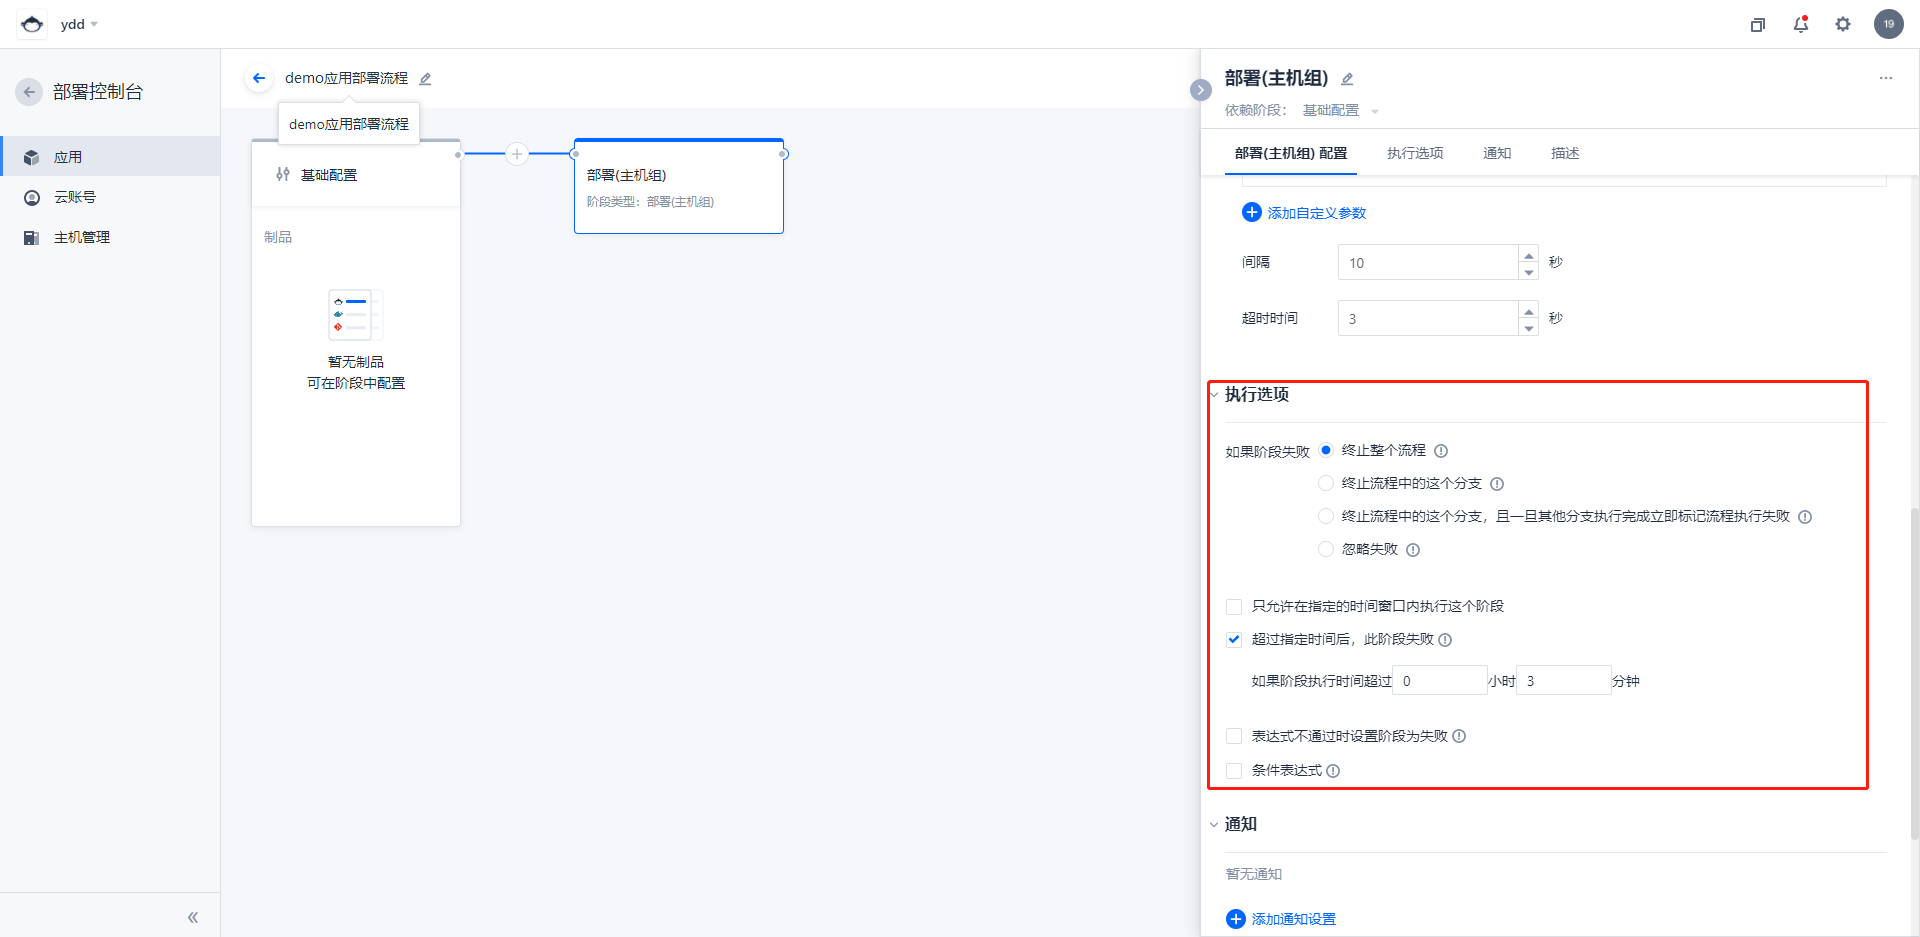 ydd
19
部署控制台
应用
云账号
主机管理
demo应用部署流程
demo应用部署流程
基础配置
制品
暂无制品
可在阶段中配置
部署(主机组)
阶段类型：部署(主机组)
部署(主机组)
依赖阶段： 基础配置
部署(主机组) 配置 执行选项 通知 描述
添加自定义参数
间隔 10 秒
超时时间 3 秒
执行选项
如果阶段失败 终止整个流程
终止流程中的这个分支
终止流程中的这个分支，且一旦其他分支执行完成立即标记流程执行失败
忽略失败
只允许在指定的时间窗口内执行这个阶段
超过指定时间后，此阶段失败
如果阶段执行时间超过 0 小时 3 分钟
表达式不通过时设置阶段为失败
条件表达式
通知
暂无通知
添加通知设置